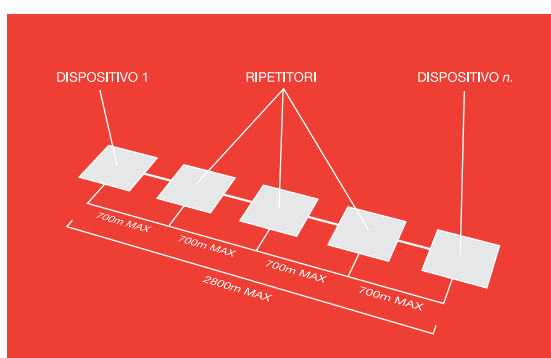 DISPOSITIVO 1
RIPETITORI
DISPOSITIVO n.
700m MAX
700m MAX
700m MAX
700m MAX
2800m MAX